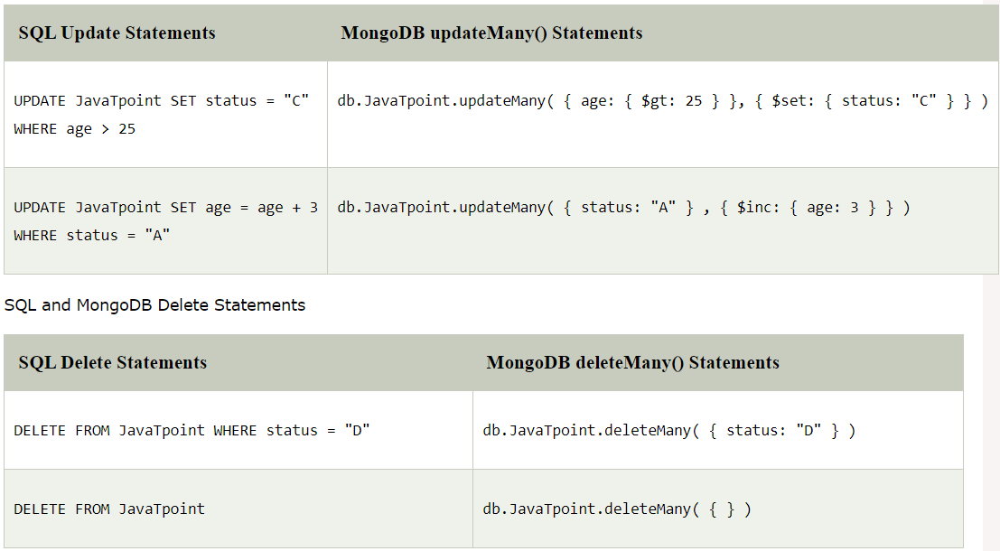 SQL Update Statements MongoDB updateMany() Statements
UPDATE JavaTpoint SET status = "C" db.JavaTpoint.updateMany( { age: { $gt: 25 } }, { $set: { status: "C" } } )
WHERE age > 25
UPDATE JavaTpoint SET age = age + 3 db.JavaTpoint.updateMany( { status: "A" } , { $inc: { age: 3 } } )
WHERE status = "A"
SQL and MongoDB Delete Statements
SQL Delete Statements MongoDB deleteMany() Statements
DELETE FROM JavaTpoint WHERE status = "D" db.JavaTpoint.deleteMany( { status: "D" } )
DELETE FROM JavaTpoint db.JavaTpoint.deleteMany( { } )